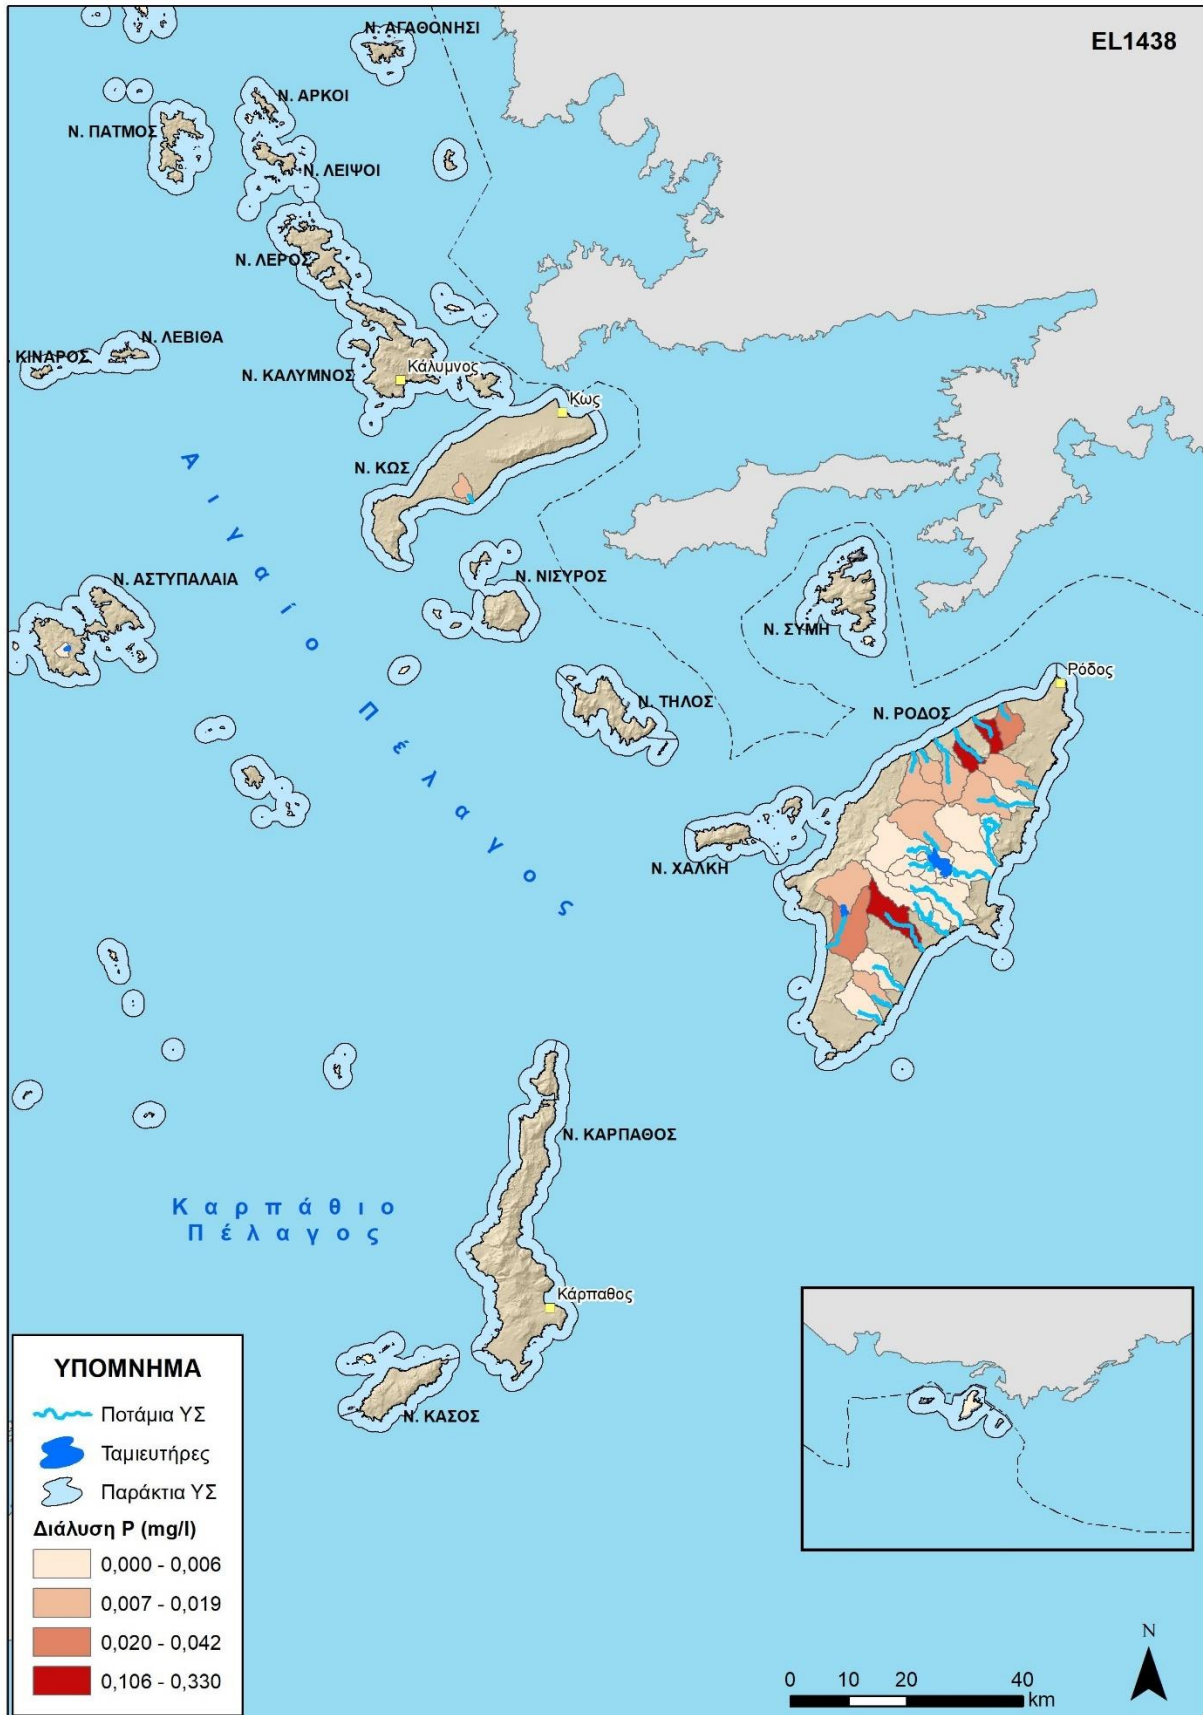 EL1438
Ν. ΑΓΑΘΟΝΗΣΙ
Ν. ΑΡΚΟΙ
Ν. ΠΑΤΜΟΣ
Ν. ΛΕΙΨΟΙ
Ν. ΛΕΡΟΣ
Ν. ΛΕΒΙΘΑ
. ΚΙΝΑΡΟΣ
Ν. ΚΑΛΥΜΝΟΣ
Κάλυμνος
Κως
Ν. ΚΩΣ
Αιγαίο Πέλαγος
Ν. ΑΣΤΥΠΑΛΑΙΑ
Ν. ΝΙΣΥΡΟΣ
Ν. ΣΥΜΗ
Ρόδος
Ν. ΤΗΛΟΣ
Ν. ΡΟΔΟΣ
Ν. ΧΑΛΚΗ
Ν. ΚΑΡΠΑΘΟΣ
Καρπάθιο
Πέλαγος
Κάρπαθος
Ν. ΚΑΣΟΣ
ΥΠΟΜΝΗΜΑ
Ποτάμια ΥΣ
Ταμιευτήρες
Παράκτια ΥΣ
Διάλυση P (mg/l)
0,000 - 0,006
0,007 - 0,019
0,020 - 0,042
0,106 - 0,330
N
0 10 20 40
km